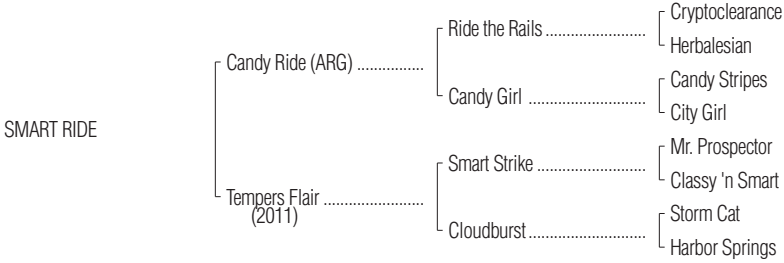 Cryptoclearance
Ride the Rails ..........................
Herbalesian
Candy Ride (ARG) ................
Candy Stripes
Candy Girl ..............................
City Girl
SMART RIDE
Mr. Prospector
Smart Strike ............................
Classy 'n Smart
Tempers Flair ..........................
(2011)
Storm Cat
Cloudburst..............................
Harbor Springs